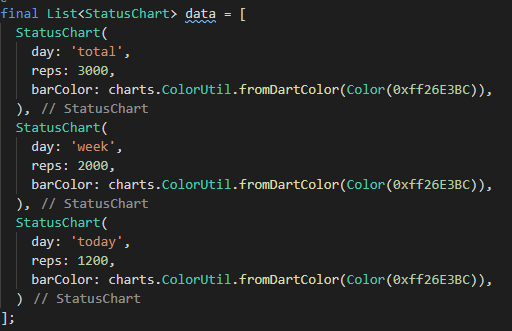 final List<StatusChart> data = [
  StatusChart(
    day: 'total',
    reps: 3000,
    barColor: charts.ColorUtil.fromDartColor(Color(0xff26E3BC)),
  ), // StatusChart
  StatusChart(
    day: 'week',
    reps: 2000,
    barColor: charts.ColorUtil.fromDartColor(Color(0xff26E3BC)),
  ), // StatusChart
  StatusChart(
    day: 'today',
    reps: 1200,
    barColor: charts.ColorUtil.fromDartColor(Color(0xff26E3BC)),
  ) // StatusChart
];